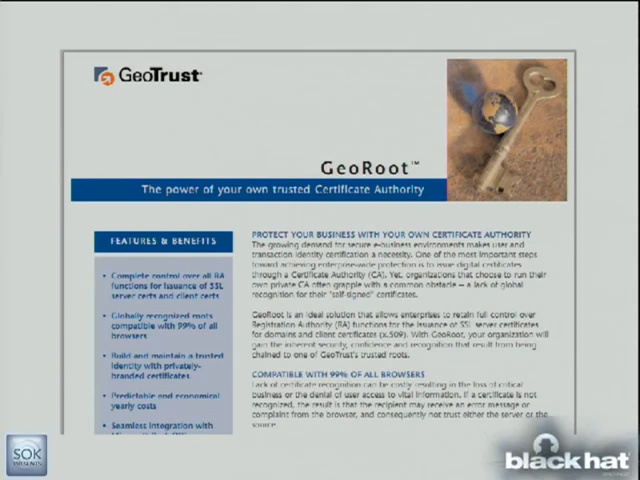 GeoTrust
GeoRoot™
The power of your own trusted Certificate Authority
FEATURES & BENEFITS
• Complete control over all RA
functions for issuance of SSL
server certs and client certs
• Globally recognized roots
compatible with 99% of all
browsers
• Build and maintain a trusted
identity with privately-
branded certificates
• Predictable and economical
yearly costs
• Seamless integration with
PROTECT YOUR BUSINESS WITH YOUR OWN CERTIFICATE AUTHORITY
The growing demand for secure e-business environments makes user and
transaction identity certification a necessity. One of the most important steps
toward achieving enterprise-wide protection is to issue digital certificates
through a Certificate Authority (CA). Yet, organizations that choose to run their
own private CA often grapple with a common obstacle – a lack of global
recognition for their "self-signed" certificates.
GeoRoot is an ideal solution that allows enterprises to retain full control over
Registration Authority (RA) functions for the issuance of SSL server certificates
for domains and client certificates (x.509). With GeoRoot, your organization will
gain the inherent security, confidence and recognition that result from being
chained to one of GeoTrust's trusted roots.
COMPATIBLE WITH 99% OF ALL BROWSERS
Lack of certificate recognition can be costly resulting in the loss of critical
business or the denial of user access to vital information. If a certificate is not
recognized, the result is that the recipient may receive an error message or
complaint from the browser, and consequently not trust either the server or the
source.
SOK
black hat